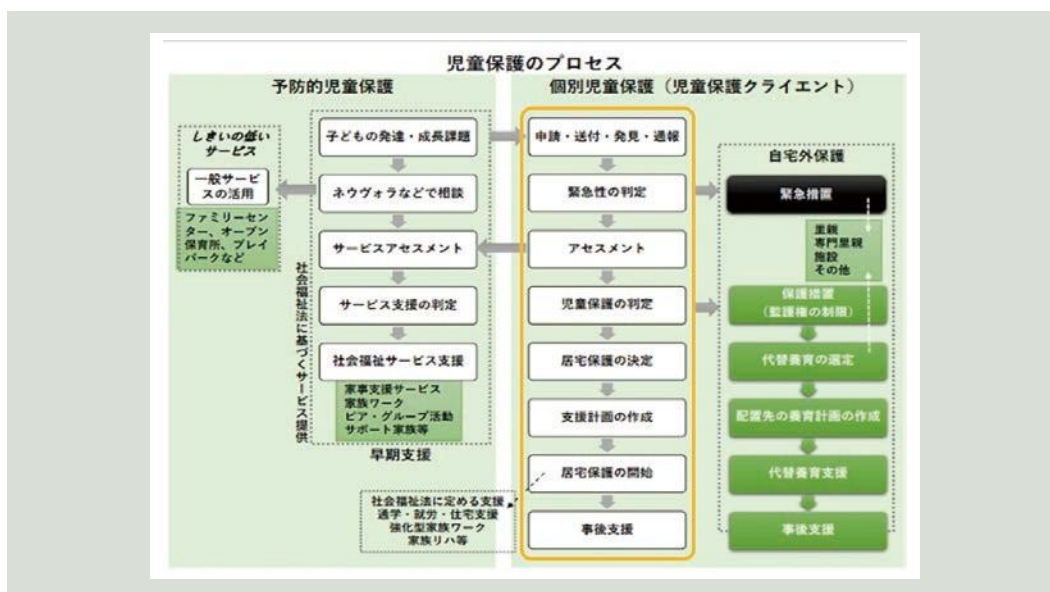 児童保護のプロセス
予防的児童保護
しきいの低い
サービス
一般サービ
スの活用
ファミリーセン
ター、オープン
保育所、プレイ
パークなど
子どもの発達・成長課題
ネウヴォラなどで相談
サービスアセスメント
サービス支援の判定
社会福祉サービス支援
家事支援サービス
家族ワーク
ピア・グループ活動
サポート家族等
社会福祉法に基づくサービス提供
早期支援
個別児童保護（児童保護クライエント）
申請・送付・発見・通報
緊急性の判定
アセスメント
児童保護の判定
居宅保護の決定
支援計画の作成
居宅保護の開始
事後支援
社会福祉法に定める支援
通学・就労・住宅支援
強化型家族ワーク
家族リハ等
自宅外保護
緊急措置
里親
専門里親
施設
その他
保護措置
（監護権の制限）
代替養育の選定
配置先の養育計画の作成
代替養育支援
事後支援